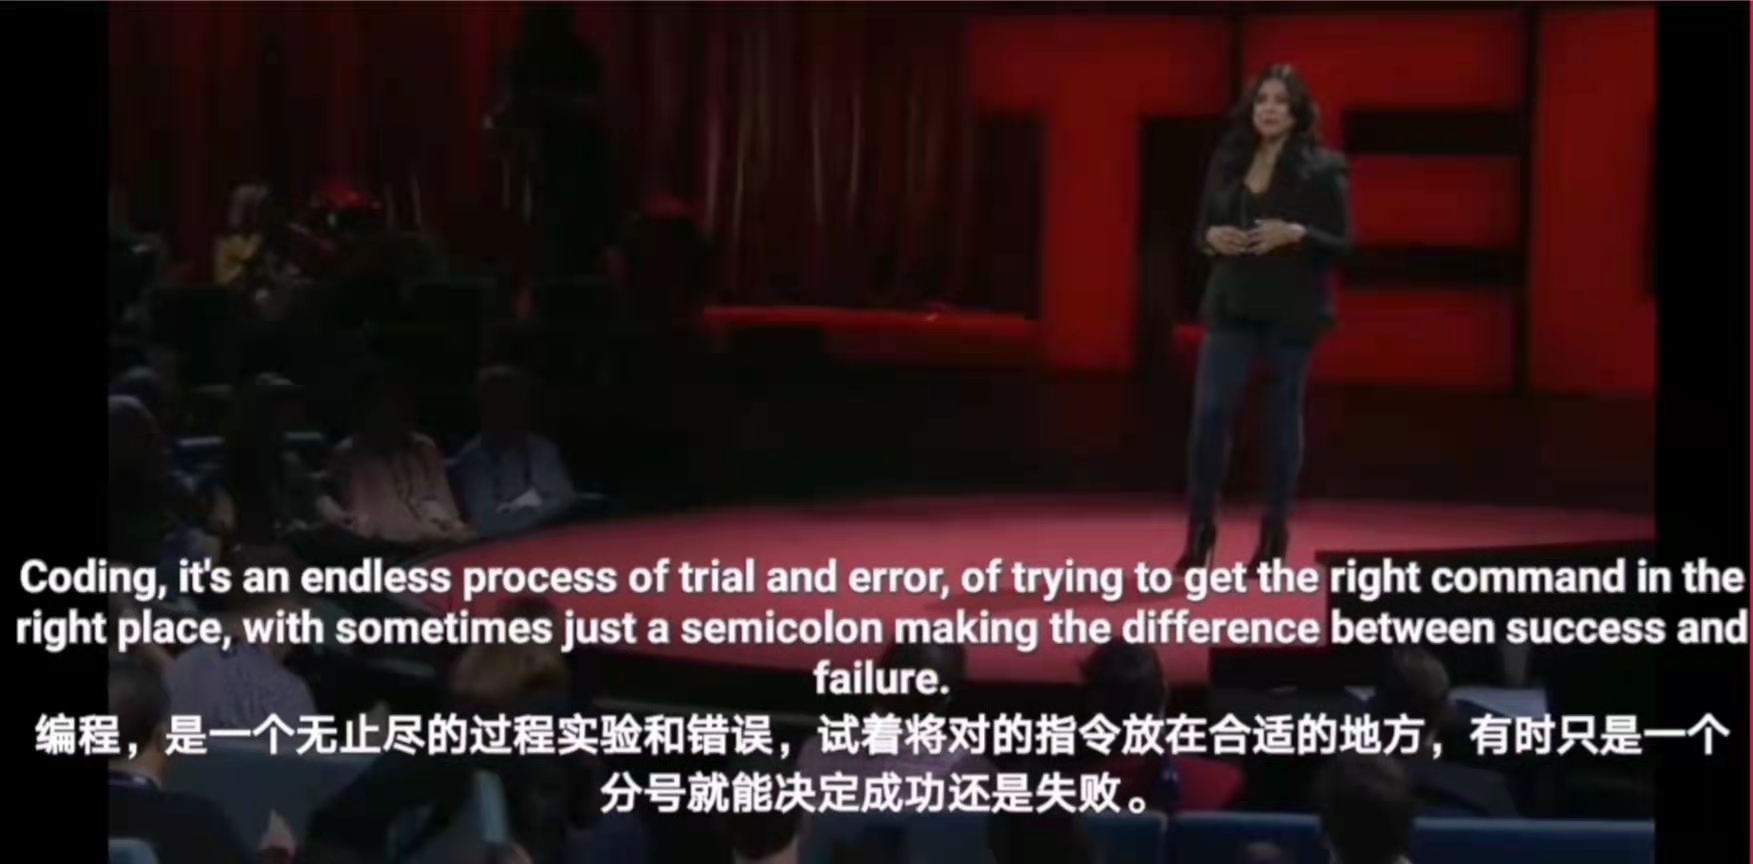 TED
Coding, it's an endless process of trial and error, of trying to get the right command in the
right place, with sometimes just a semicolon making the difference between success and
failure.
编程，是一个无止尽的过程实验和错误，试着将对的指令放在合适的地方，有时只是一个
分号就能决定成功还是失败。